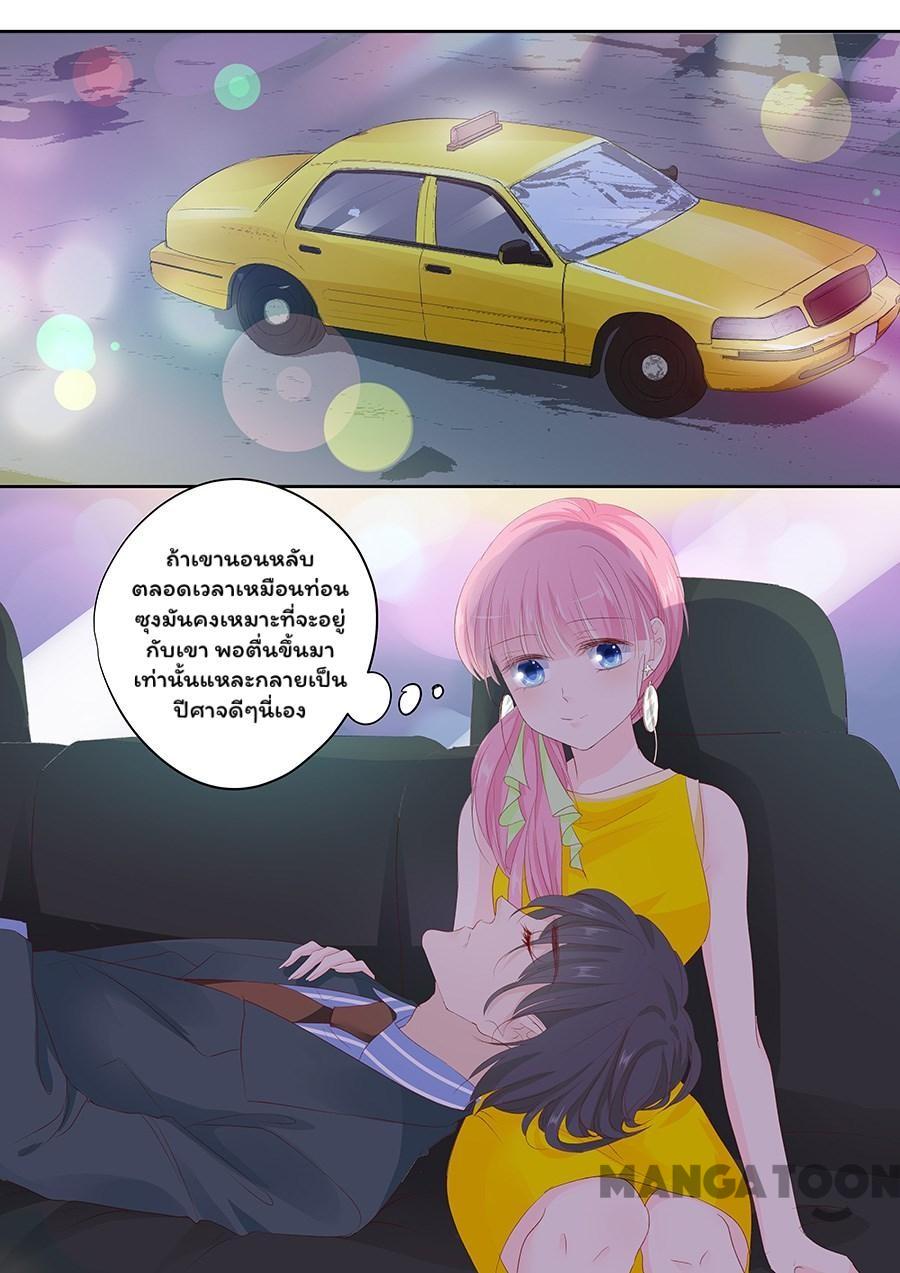 ถ้าเขานอนหลับ
ตลอดเวลาเหมือนท่อน
ซุงมันคงเหมาะที่จะอยู่
กับเขา พอตื่นขึ้นมา
เท่านั้นแหละกลายเป็น
ปีศาจดีๆนี่เอง
MANGATOON